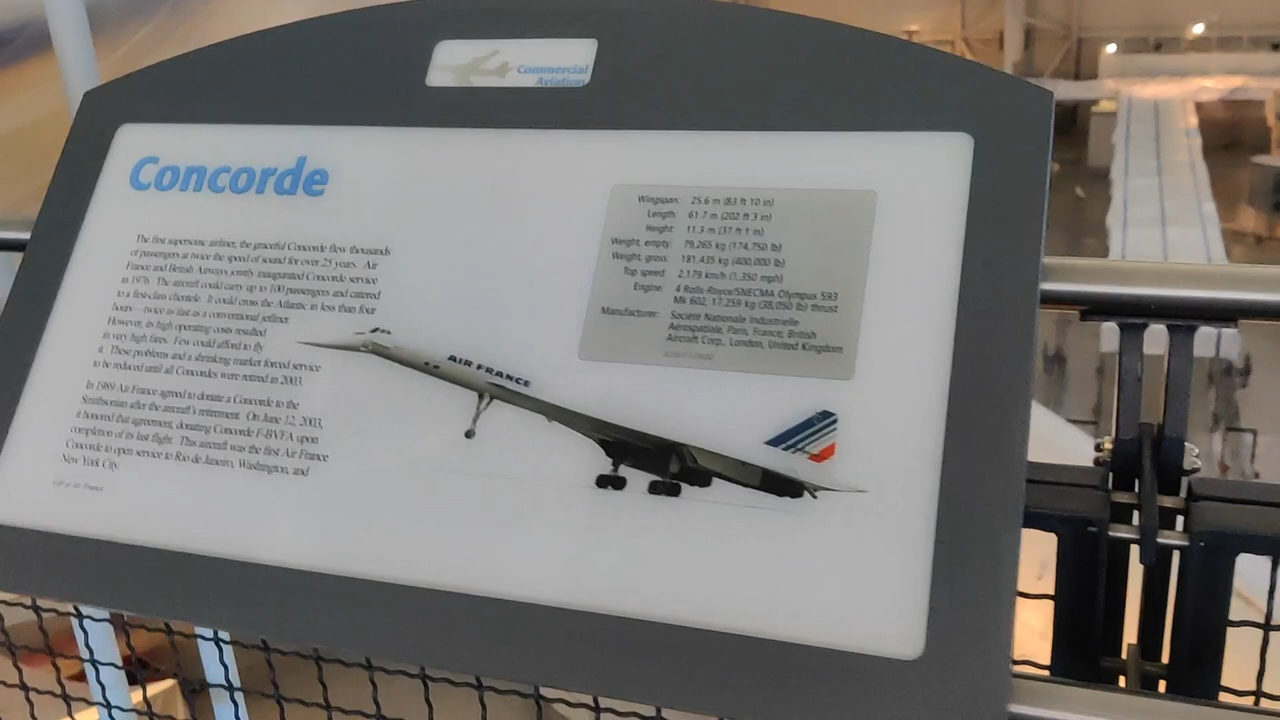 Commercial
Aviation
Concorde
The first supersonic airliner, the graceful Concorde flew thousands
of passengers at twice the speed of sound for over 25 years. Air
France and British Airways jointly inaugurated Concorde service
in 1976. The aircraft could carry up to 100 passengers and catered
to a first-class clientele. It could cross the Atlantic in less than four
hours—twice as fast as a conventional jetliner.
However, its high operating costs resulted
in very high fares. Few could afford to fly
it. These problems and a shrinking market forced service
to be reduced until all Concordes were retired in 2003.
In 1989 Air France agreed to donate a Concorde to the
Smithsonian after the aircraft's retirement. On June 12, 2003,
it honored that agreement, donating Concorde F-BVFA upon
completion of its last flight. This aircraft was the first Air France
Concorde to open service to Rio de Janeiro, Washington, and
New York City.
Gift of Air France
Wingspan: 25.6 m (83 ft 10 in)
Length: 61.7 m (202 ft 3 in)
Height: 11.3 m (37 ft 1 in)
Weight, empty: 79,265 kg (174,750 lb)
Weight, gross: 181,435 kg (400,000 lb)
Top speed: 2,179 km/h (1,350 mph)
Engine: 4 Rolls-Royce/SNECMA Olympus 593
Mk 602, 17,259 kg (38,050 lb) thrust
Manufacturer: Société Nationale Industrielle
Aérospatiale, Paris, France; British
Aircraft Corp., London, United Kingdom
AIR FRANCE